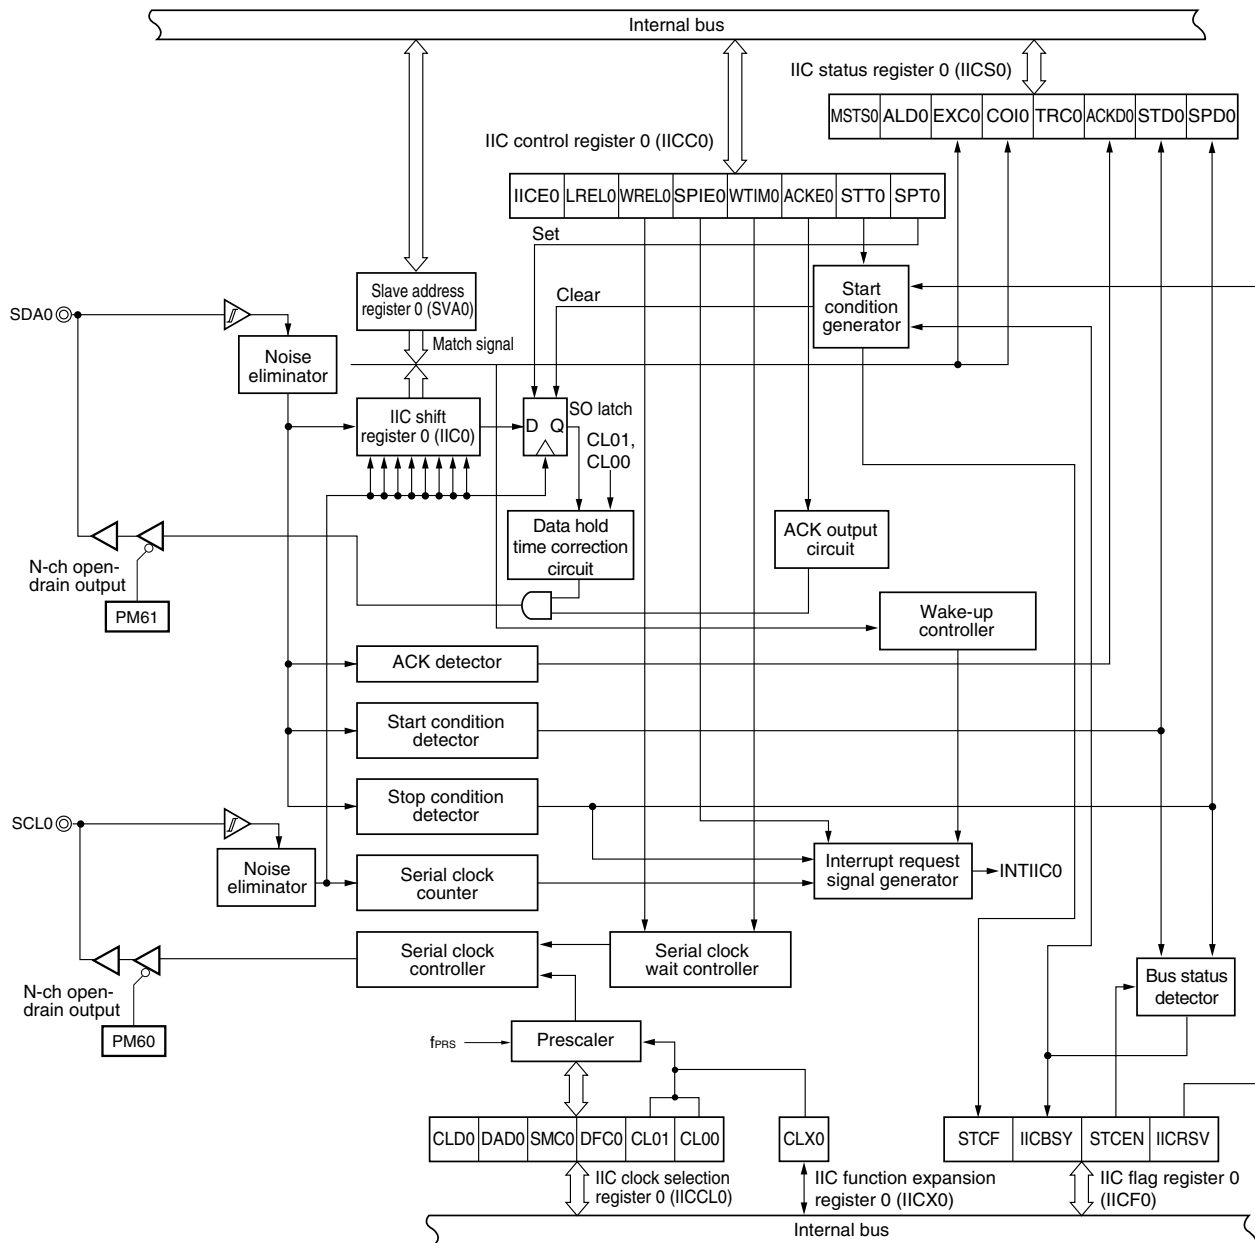 Internal bus
IIC status register 0 (IICS0)
MSTS0 ALD0 EXC0 COI0 TRC0 ACKD0 STD0 SPD0
IIC control register 0 (IICC0)
IICE0 LREL0 WREL0 SPIE0 WTIM0 ACKE0 STT0 SPT0
Set
Slave address
register 0 (SVA0)
Clear
Start
condition
generator
SDA0
Match signal
Noise
eliminator
IIC shift
register 0 (IIC0)
D Q
SO latch
CL01,
CL00
Data hold
time correction
circuit
ACK output
circuit
N-ch open-
drain output
PM61
Wake-up
controller
ACK detector
Start condition
detector
Stop condition
detector
SCL0
Noise
eliminator
Serial clock
counter
Interrupt request
signal generator
INTIIC0
Serial clock
controller
Serial clock
wait controller
Bus status
detector
N-ch open-
drain output
PM60
fPRS
Prescaler
CLD0 DAD0 SMC0 DFC0 CL01 CL00
CLX0
STCF IICBSY STCEN IICRSV
IIC clock selection
register 0 (IICCL0)
IIC function expansion
register 0 (IICX0)
IIC flag register 0
(IICF0)
Internal bus